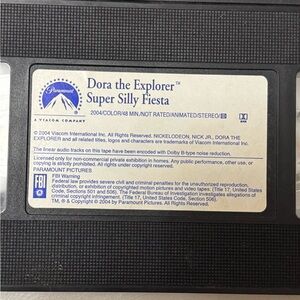 Paramount
A VIACOM COMPANY
Dora the Explorer™
Super Silly Fiesta
2004/COLOR/48 MIN./NOT RATED/ANIMATED/STEREO/
© 2004 Viacom International Inc. All Rights Reserved. NICKELODEON, NICK JR., DORA THE
EXPLORER and all related titles, logos and characters are trademarks of Viacom International Inc.
The linear audio tracks on this tape have been encoded with Dolby B-type noise reduction.
Licensed only for non-commercial private exhibition in homes. Any public performance, other use, or
copying is strictly prohibited. All rights under copyright reserved.
PARAMOUNT PICTURES
FBI
FBI Warning
Federal law provides severe civil and criminal penalties for the unauthorized reproduction,
distribution, or exhibition of copyrighted motion pictures and video tapes: (Title 17, United States
Code, Sections 501 and 506). The Federal Bureau of Investigation investigates allegations of
criminal copyright infringement. (Title 17, United States Code, Section 506).
TM, ® & Copyright © 2004 by Paramount Pictures. All Rights Reserved.